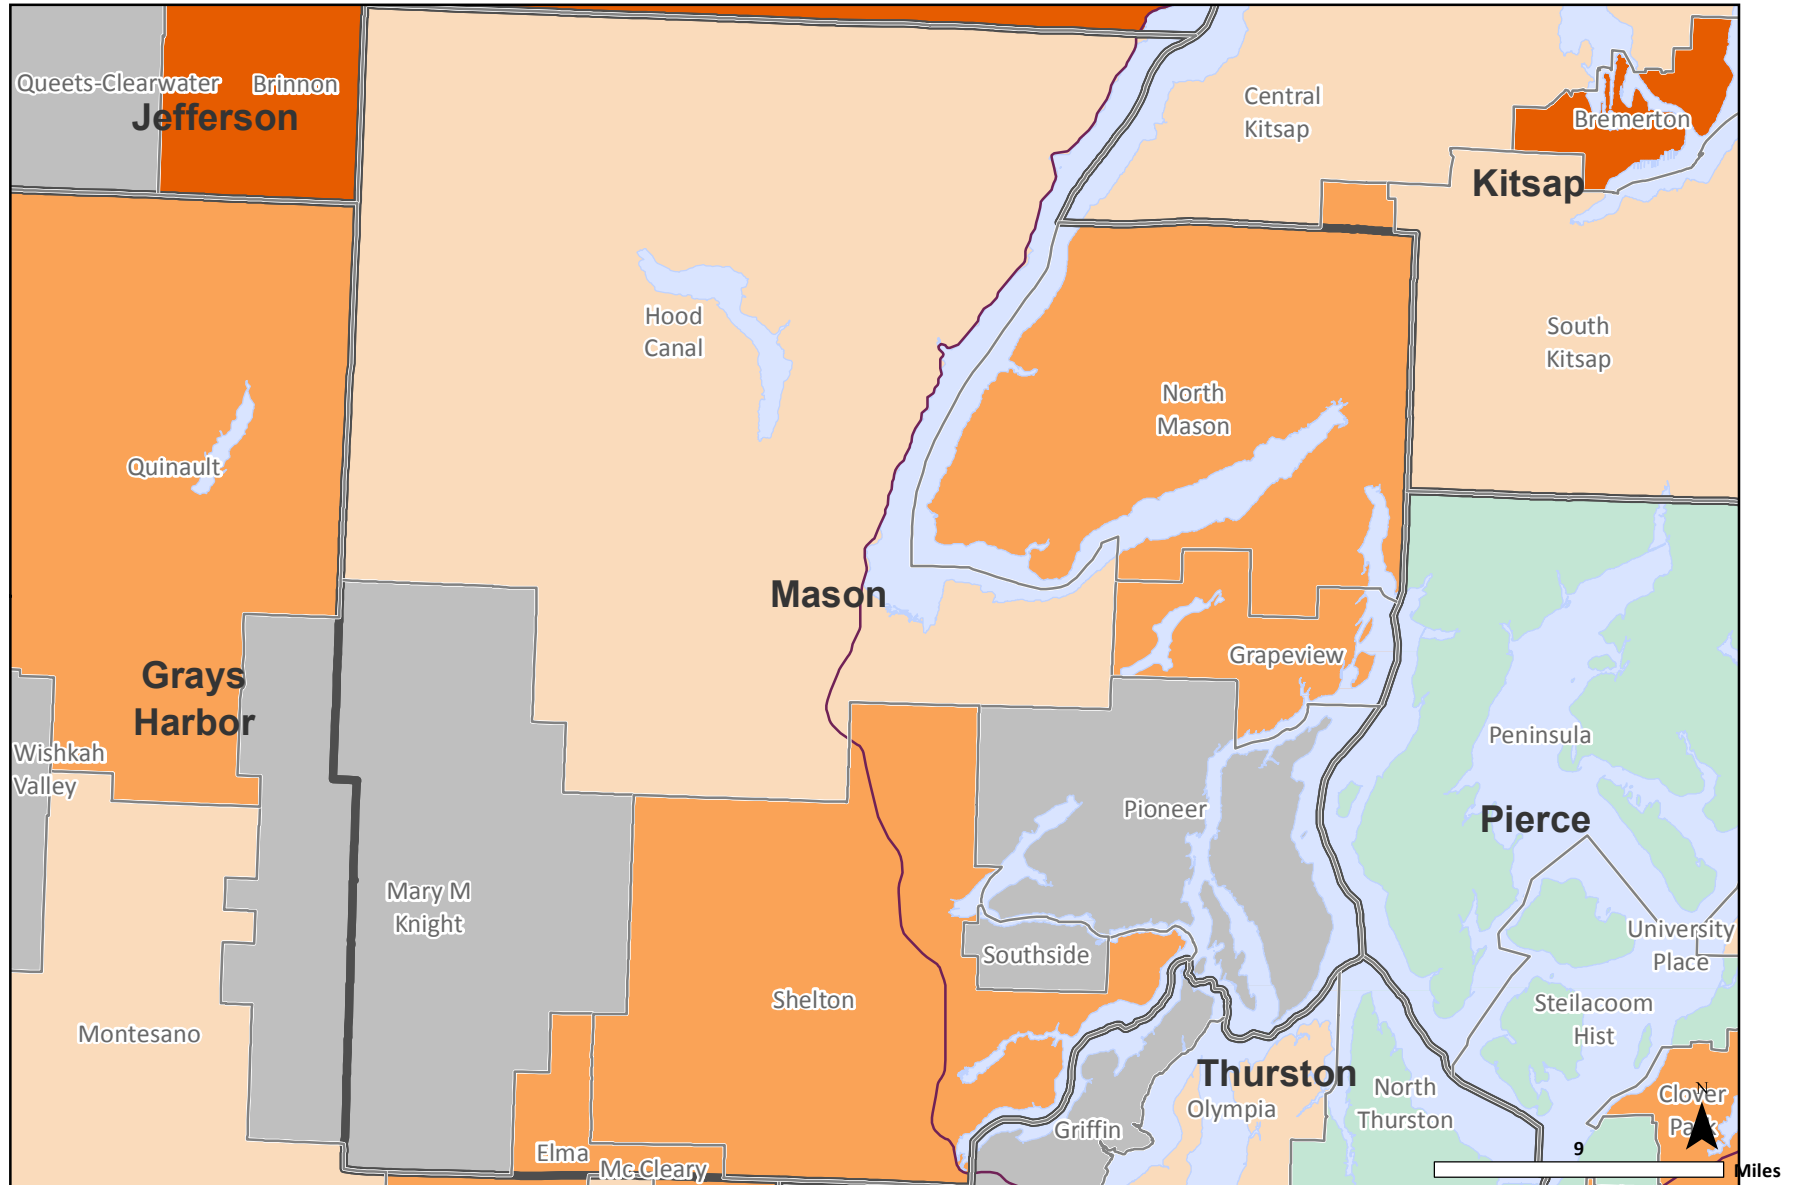 Queets-Clearwater
Brinnon
Jefferson
Central
Kitsap
Bremerton
Kitsap
Hood
Canal
South
Kitsap
North
Mason
Quinault
Mason
Grapeview
Grays
Harbor
Wishkah
Valley
Peninsula
Pioneer
Pierce
Mary M
Knight
Southside
University
Place
Shelton
Steilacoom
Hist
Montesano
Thurston
Olympia
North
Thurston
Clover
Park
N
Griffin
Elma
Mc Cleary
9
Miles